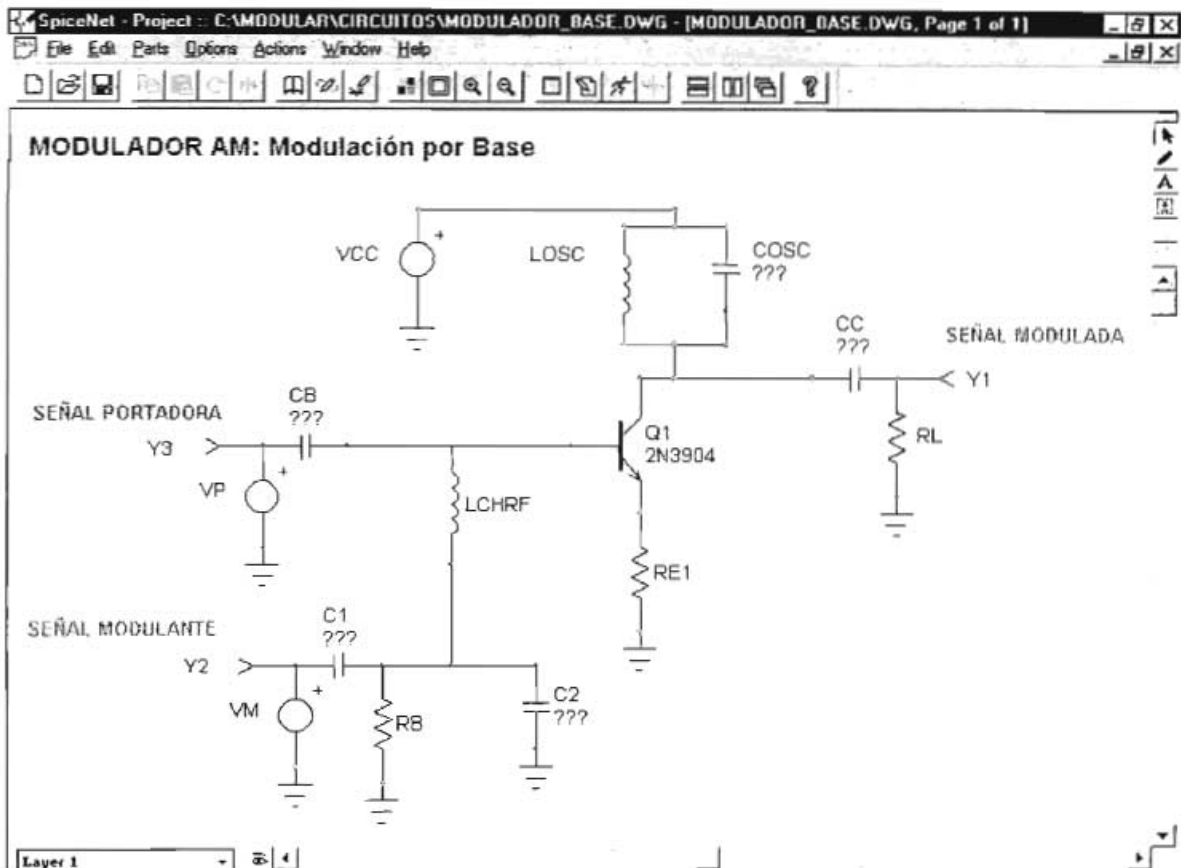 SpiceNet - Project :: C:\MODULAR\CIRCUITOS\MODULADOR_BASE.DWG - [MODULADOR_BASE.DWG, Page 1 of 1]
File Edit Parts Options Actions Window Help
MODULADOR AM: Modulación por Base
VCC
+
LOSC
COSC
???
CC
???
SEÑAL MODULADA
Y1
CB
???
SEÑAL PORTADORA
Y3
VP
+
LCHRF
Q1
2N3904
RL
RE1
C1
???
SEÑAL MODULANTE
Y2
VM
+
RB
C2
???
Layer 1